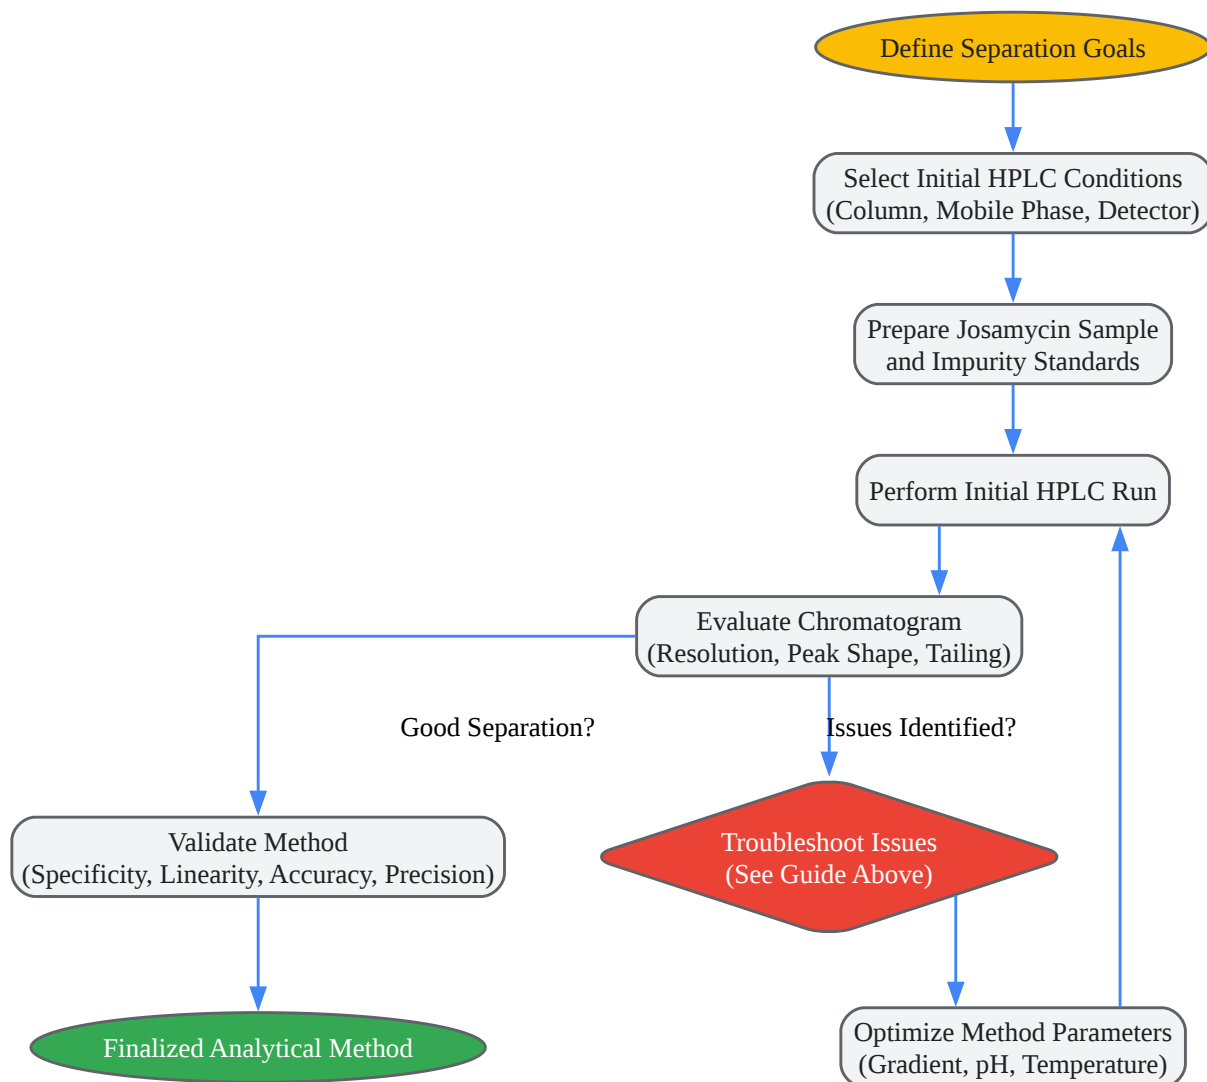 Define Separation Goals
Select Initial HPLC Conditions
(Column, Mobile Phase, Detector)
Prepare Josamycin Sample
and Impurity Standards
Perform Initial HPLC Run
Evaluate Chromatogram
(Resolution, Peak Shape, Tailing)
Good Separation?
Issues Identified?
Validate Method
(Specificity, Linearity, Accuracy, Precision)
Troubleshoot Issues
(See Guide Above)
Finalized Analytical Method
Optimize Method Parameters
(Gradient, pH, Temperature)